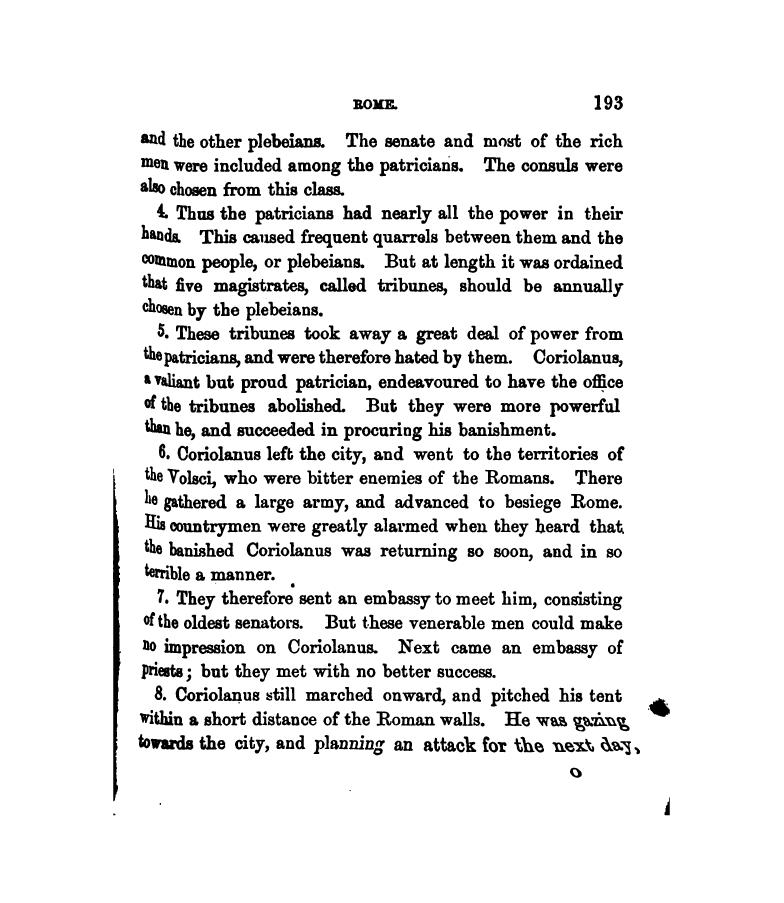 ROME. 193
and the other plebeians. The senate and most of the rich
men were included among the patricians. The consuls were
also chosen from this class.
4. Thus the patricians had nearly all the power in their
hands. This caused frequent quarrels between them and the
common people, or plebeians. But at length it was ordained
that five magistrates, called tribunes, should be annually
chosen by the plebeians.
5. These tribunes took away a great deal of power from
the patricians, and were therefore hated by them. Coriolanus,
a valiant but proud patrician, endeavoured to have the office
of the tribunes abolished. But they were more powerful
than he, and succeeded in procuring his banishment.
6. Coriolanus left the city, and went to the territories of
the Volsci, who were bitter enemies of the Romans. There
he gathered a large army, and advanced to besiege Rome.
His countrymen were greatly alarmed when they heard that
the banished Coriolanus was returning so soon, and in so
terrible a manner.
7. They therefore sent an embassy to meet him, consisting
of the oldest senators. But these venerable men could make
no impression on Coriolanus. Next came an embassy of
priests; but they met with no better success.
8. Coriolanus still marched onward, and pitched his tent
within a short distance of the Roman walls. He was gazing
towards the city, and planning an attack for the next day,
O